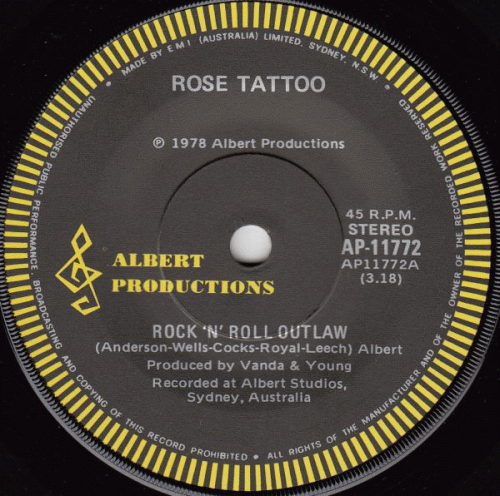 MADE BY EMI (AUSTRALIA) LIMITED, SYDNEY, N.S.W.
ROSE TATTOO
℗ 1978 Albert Productions
45 R.P.M.
STEREO
AP-11772
AP11772A
(3.18)
ALBERT
PRODUCTIONS
ROCK 'N' ROLL OUTLAW
(Anderson-Wells-Cocks-Royal-Leech) Albert
Produced by Vanda & Young
Recorded at Albert Studios,
Sydney, Australia
UNAUTHORISED PUBLIC PERFORMANCE, BROADCASTING AND COPYING OF THIS RECORD PROHIBITED • ALL RIGHTS OF THE MANUFACTURER AND OF THE OWNER OF THE RECORDED WORK RESERVED •